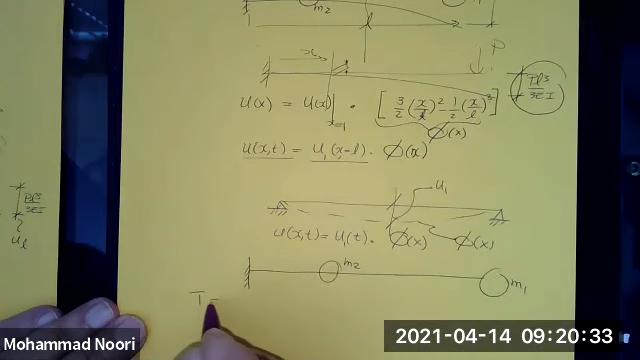 m₂
l
x
P
Pl³
3EI
u(x) = u(x)|ₓ₌₁ · [ 3/2 (x/l)² - 1/2 (x/l)³ ]
ϕ(x)
u(x,t) = u₁(x-l) · ϕ(x)
Pl³
3EI
u₁
u(x,t) = u₁(t) · ϕ(x)
ϕ(x)
m₂
m₁
T =
Mohammad Noori
2021-04-14 09:20:33